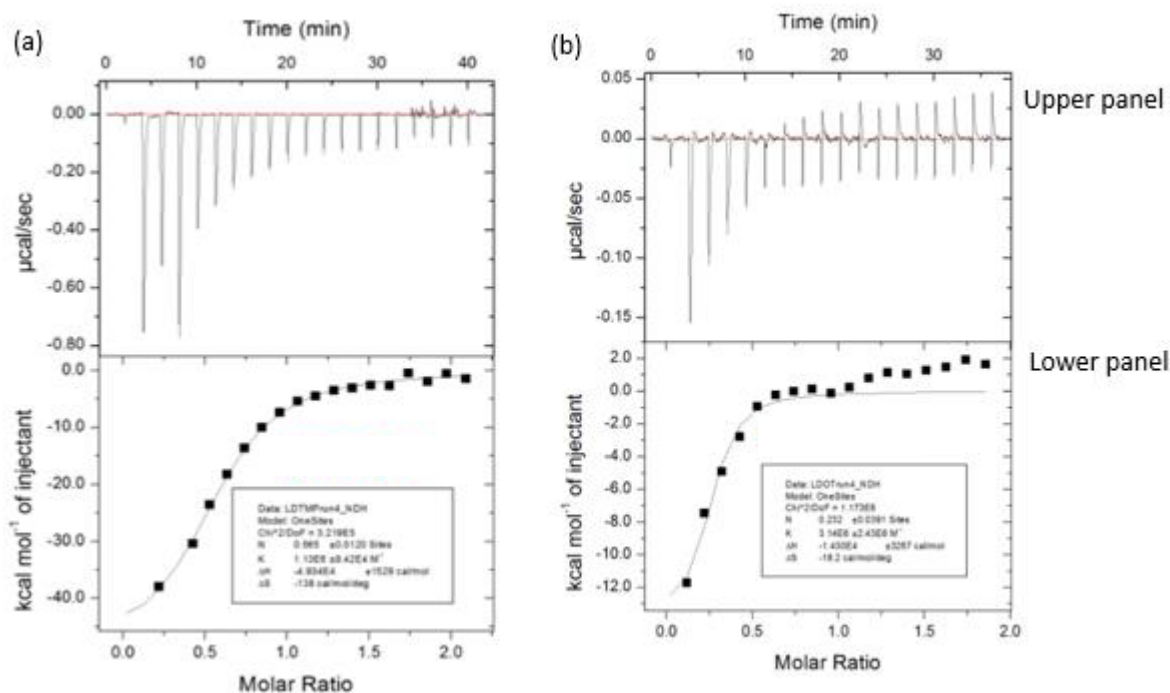 (a)
Time (min)
0 10 20 30 40
0.00
-0.20
-0.40
-0.60
-0.80
µcal/sec
0.0
-10.0
-20.0
-30.0
-40.0
kcal mol⁻¹ of injectant
Data: LDTMPrun4_NDH
Model: OneSites
Chi^2/DoF = 3.219E5
N 0.665 ±0.0120 Sites
K ±9.42E4 M⁻¹
ΔH -4.934E4 ±1529 cal/mol
ΔS -138 cal/mol/deg
0.0 0.5 1.0 1.5 2.0
Molar Ratio
(b)
Time (min)
0 10 20 30
0.05
0.00
-0.05
-0.10
-0.15
µcal/sec
Upper panel
2.0
0.0
-2.0
-4.0
-6.0
-8.0
-10.0
-12.0
kcal mol⁻¹ of injectant
Lower panel
Data: LDOTrun4_NDH
Model: OneSites
Chi^2/DoF = 1.173E6
N 0.232 ±0.0391 Sites
K 3.14E6 ±2.43E6 M⁻¹
ΔH -1.430E4 ±3267 cal/mol
ΔS -18.2 cal/mol/deg
0.0 0.5 1.0 1.5 2.0
Molar Ratio